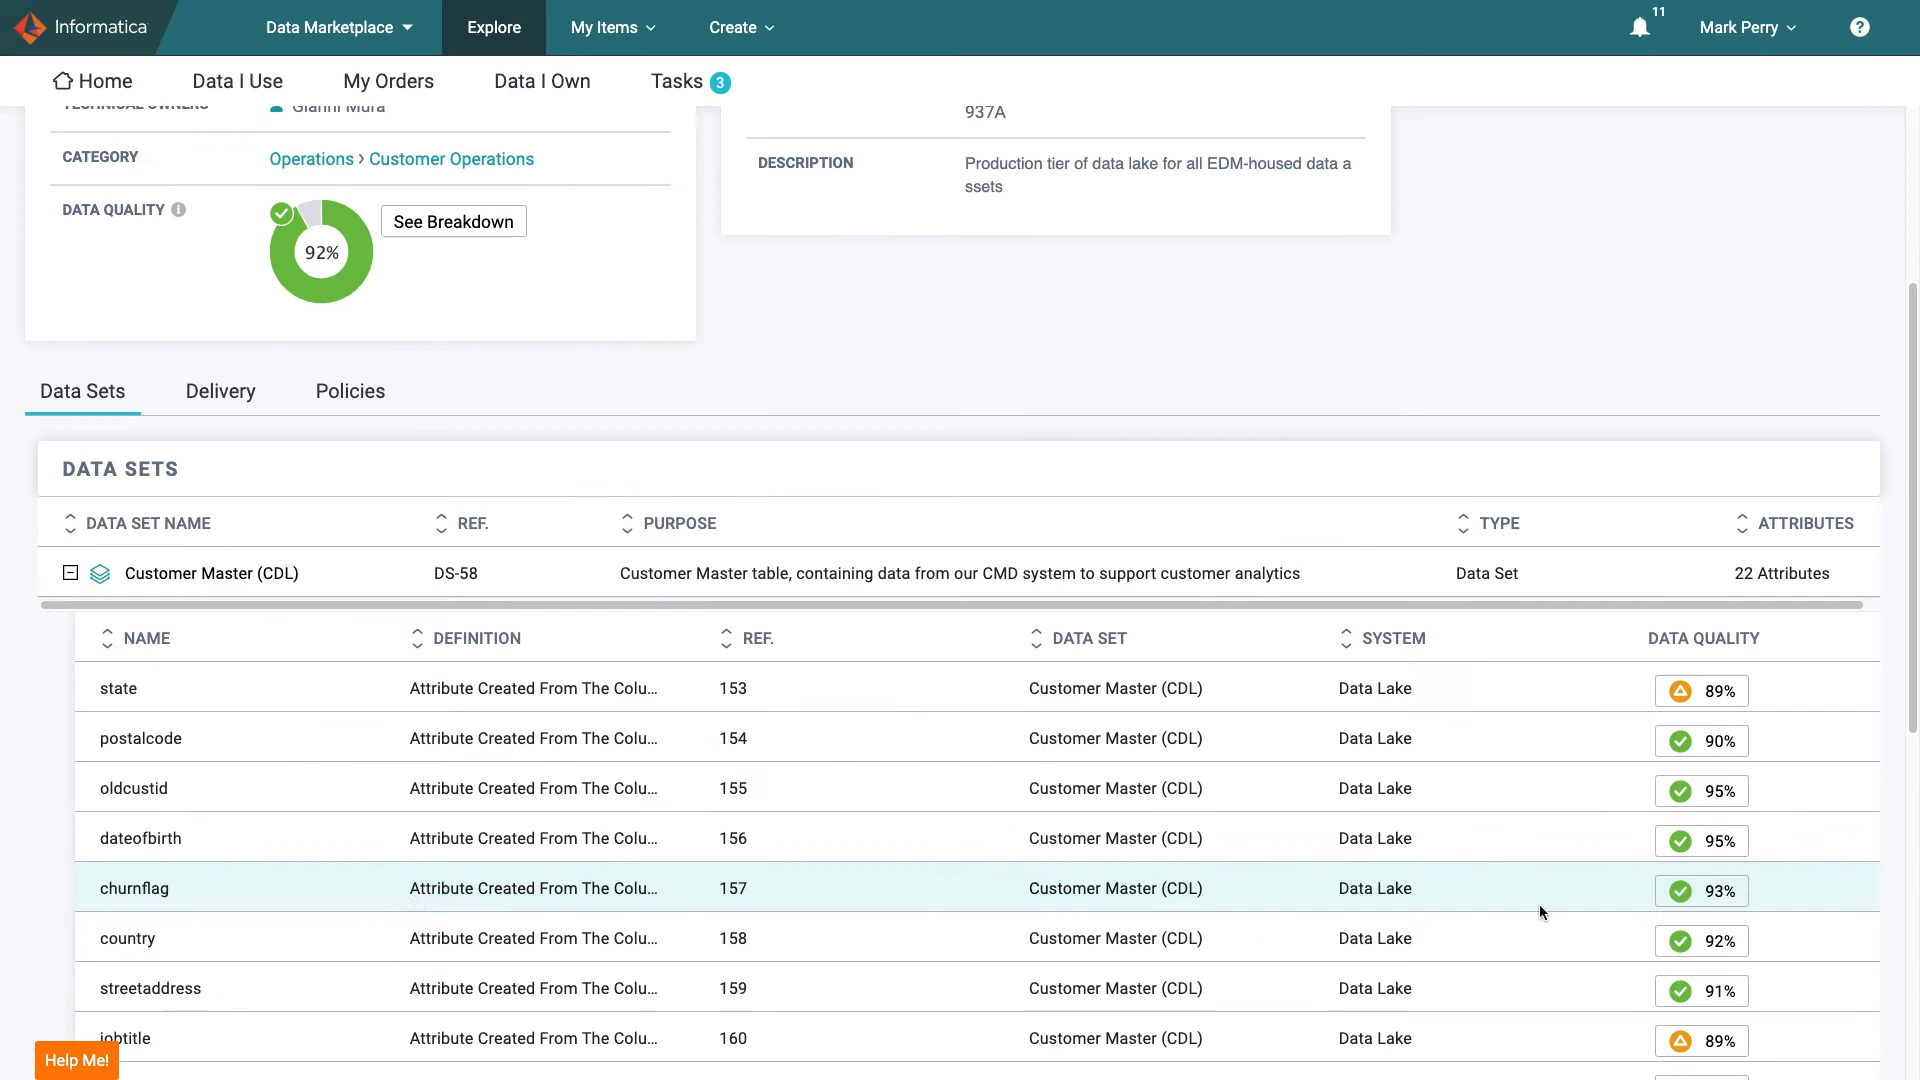 Informatica
Data Marketplace
Explore
My Items
Create
11
Mark Perry
?
Home
Data I Use
My Orders
Data I Own
Tasks 3
TECHNICAL OWNERS
Gianni Mura
937A
CATEGORY
Operations > Customer Operations
DESCRIPTION
Production tier of data lake for all EDM-housed data a
ssets
DATA QUALITY
See Breakdown
92%
Data Sets
Delivery
Policies
DATA SETS
DATA SET NAME REF. PURPOSE TYPE ATTRIBUTES
Customer Master (CDL) DS-58 Customer Master table, containing data from our CMD system to support customer analytics Data Set 22 Attributes
NAME DEFINITION REF. DATA SET SYSTEM DATA QUALITY
state Attribute Created From The Colu... 153 Customer Master (CDL) Data Lake 89%
postalcode Attribute Created From The Colu... 154 Customer Master (CDL) Data Lake 90%
oldcustid Attribute Created From The Colu... 155 Customer Master (CDL) Data Lake 95%
dateofbirth Attribute Created From The Colu... 156 Customer Master (CDL) Data Lake 95%
churnflag Attribute Created From The Colu... 157 Customer Master (CDL) Data Lake 93%
country Attribute Created From The Colu... 158 Customer Master (CDL) Data Lake 92%
streetaddress Attribute Created From The Colu... 159 Customer Master (CDL) Data Lake 91%
jobtitle Attribute Created From The Colu... 160 Customer Master (CDL) Data Lake 89%
Help Me!